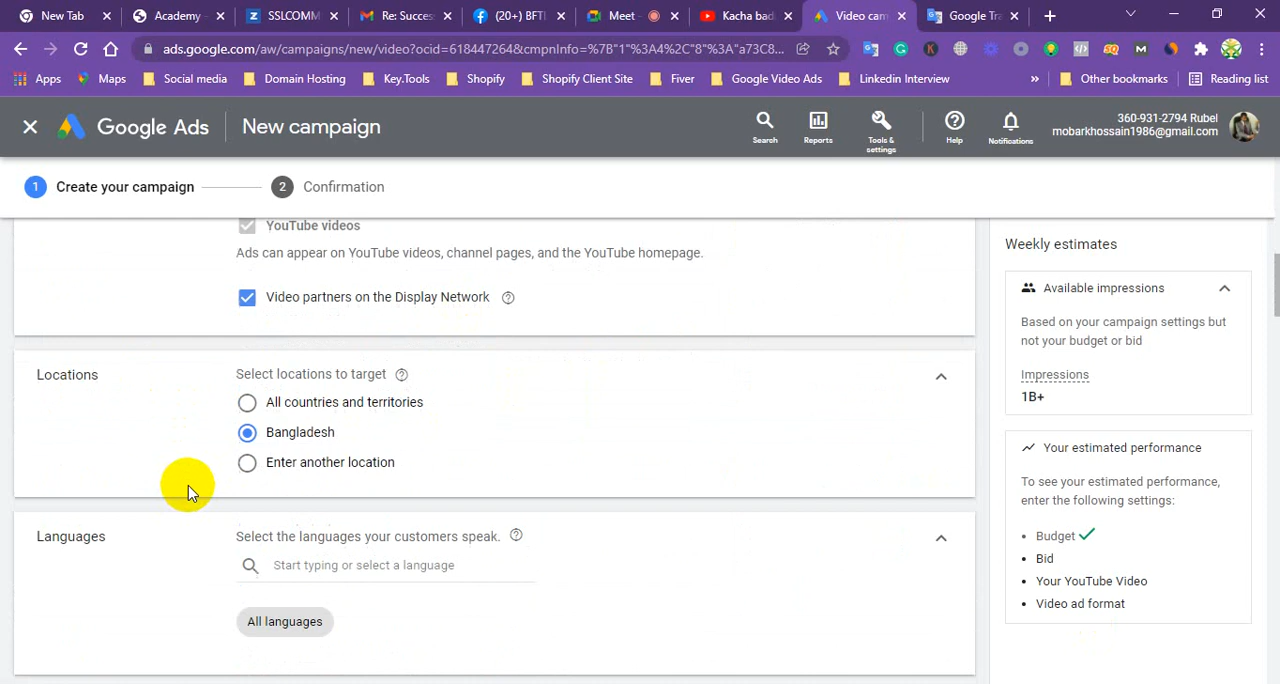 New Tab
Academy -
SSLCOMM
Re: Succes
(20+) BFTI
Meet -
Kacha bad
Video cam
Google Tra
ads.google.com/aw/campaigns/new/video?ocid=618447264&cmpnInfo=%7B"1"%3A4%2C"8"%3A"a73C8...
Apps
Maps
Social media
Domain Hosting
Key.Tools
Shopify
Shopify Client Site
Fiver
Google Video Ads
Linkedin Interview
»
Other bookmarks
Reading list
Google Ads
New campaign
Search
Reports
Tools & settings
Help
Notifications
360-931-2794 Rubel
mobarkhossain1986@gmail.com
1 Create your campaign
2 Confirmation
YouTube videos
Ads can appear on YouTube videos, channel pages, and the YouTube homepage.
Video partners on the Display Network
Locations
Select locations to target
All countries and territories
Bangladesh
Enter another location
Languages
Select the languages your customers speak.
Start typing or select a language
All languages
Weekly estimates
Available impressions
Based on your campaign settings but
not your budget or bid
Impressions
1B+
Your estimated performance
To see your estimated performance,
enter the following settings:
• Budget
• Bid
• Your YouTube Video
• Video ad format